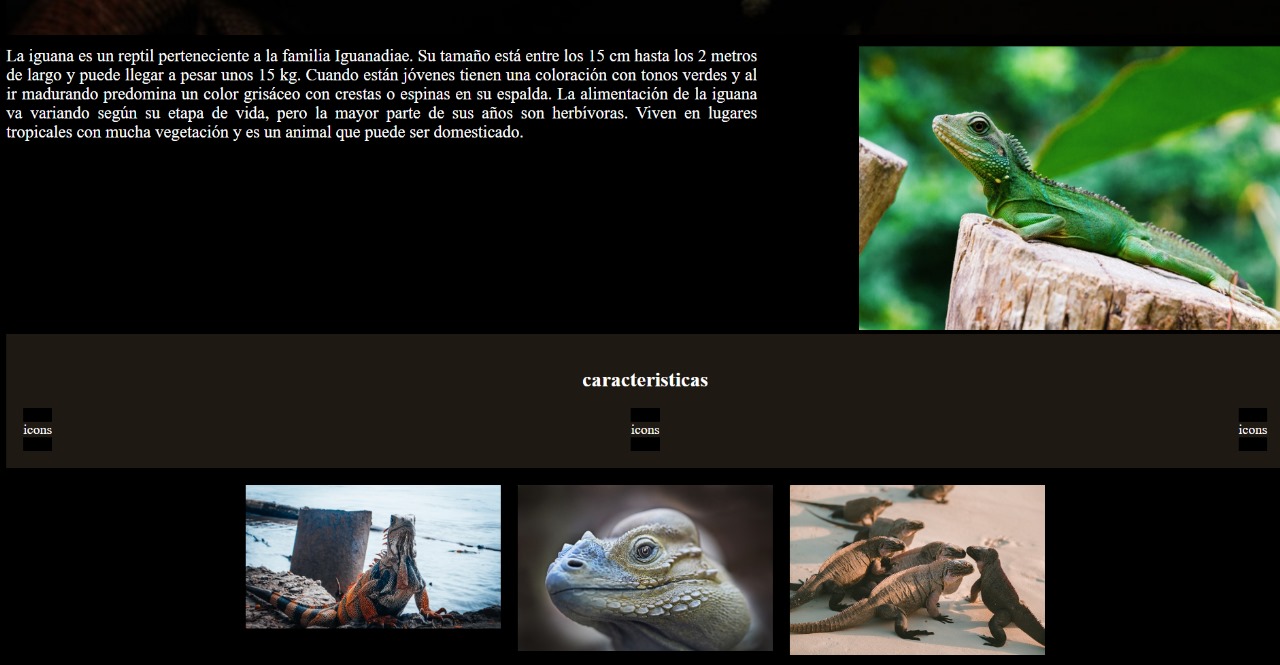 La iguana es un reptil perteneciente a la familia Iguanadiae. Su tamaño está entre los 15 cm hasta los 2 metros
de largo y puede llegar a pesar unos 15 kg. Cuando están jóvenes tienen una coloración con tonos verdes y al
ir madurando predomina un color grisáceo con crestas o espinas en su espalda. La alimentación de la iguana
va variando según su etapa de vida, pero la mayor parte de sus años son herbívoras. Viven en lugares
tropicales con mucha vegetación y es un animal que puede ser domesticado.
caracteristicas
icons
icons
icons